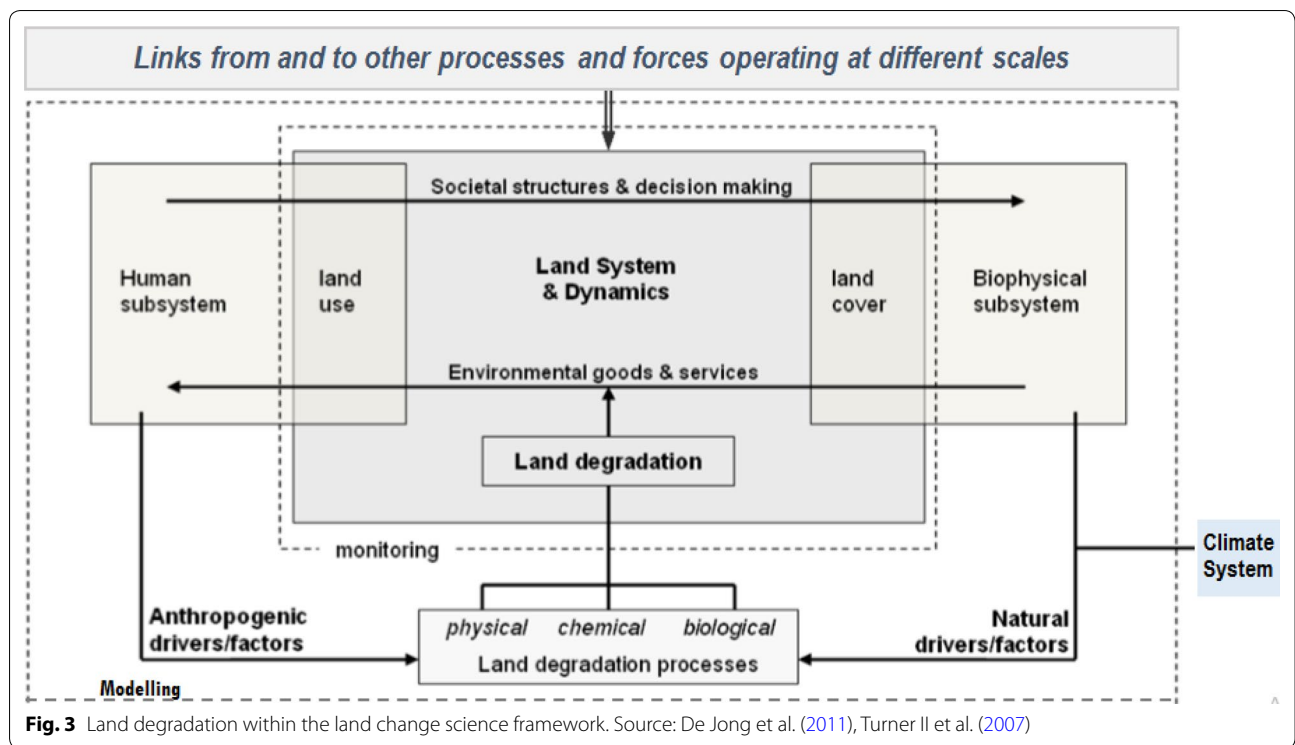 Links from and to other processes and forces operating at different scales
Societal structures & decision making
Human
subsystem
land
use
Land System
& Dynamics
land
cover
Biophysical
subsystem
Environmental goods & services
Land degradation
monitoring
Climate
System
Anthropogenic
drivers/factors
physical chemical biological
Land degradation processes
Natural
drivers/factors
Modelling
Fig. 3 Land degradation within the land change science framework. Source: De Jong et al. (2011), Turner II et al. (2007)